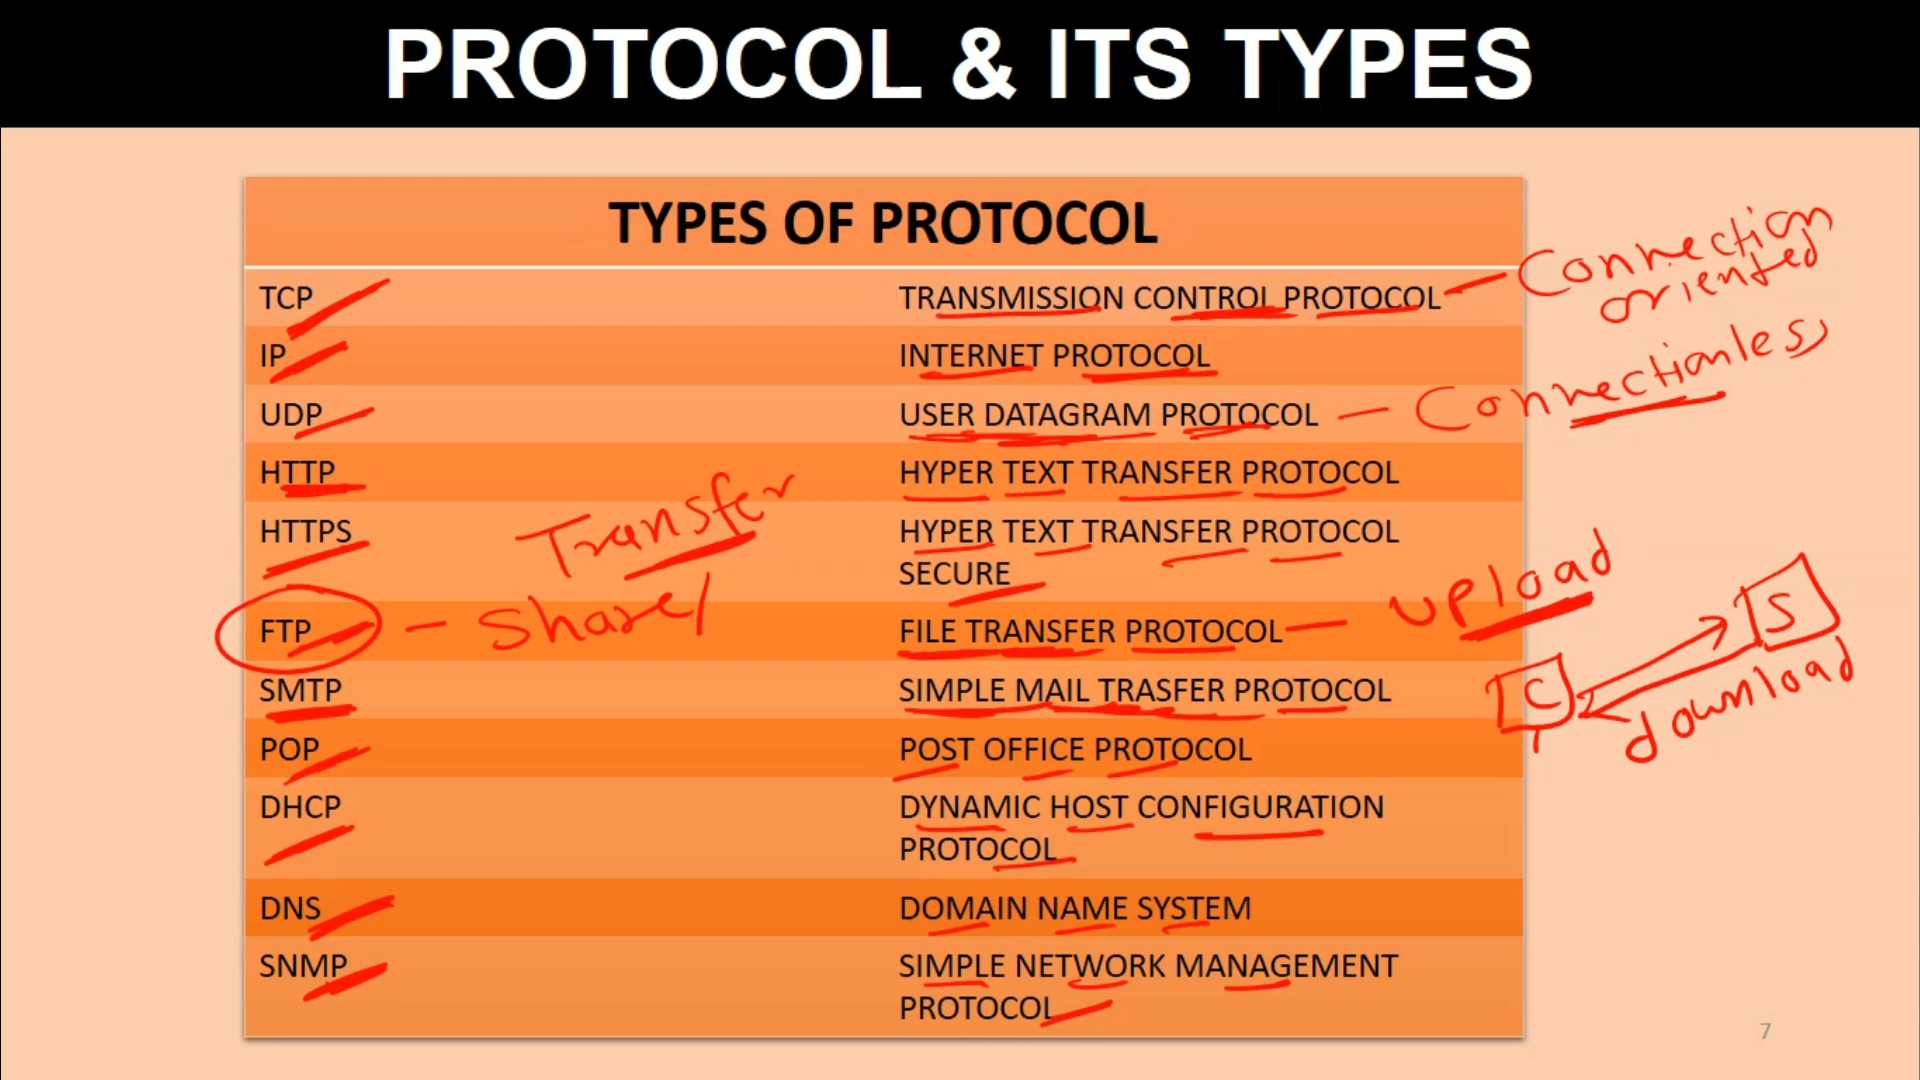 PROTOCOL & ITS TYPES
TYPES OF PROTOCOL
TCP TRANSMISSION CONTROL PROTOCOL – Connection
oriented
IP INTERNET PROTOCOL
UDP USER DATAGRAM PROTOCOL – Connectionless
HTTP HYPER TEXT TRANSFER PROTOCOL
Transfer
HTTPS HYPER TEXT TRANSFER PROTOCOL
SECURE
FTP – Share/ FILE TRANSFER PROTOCOL – upload
S
SMTP SIMPLE MAIL TRASFER PROTOCOL
C
download
POP POST OFFICE PROTOCOL
DHCP DYNAMIC HOST CONFIGURATION
PROTOCOL
DNS DOMAIN NAME SYSTEM
SNMP SIMPLE NETWORK MANAGEMENT
PROTOCOL
7